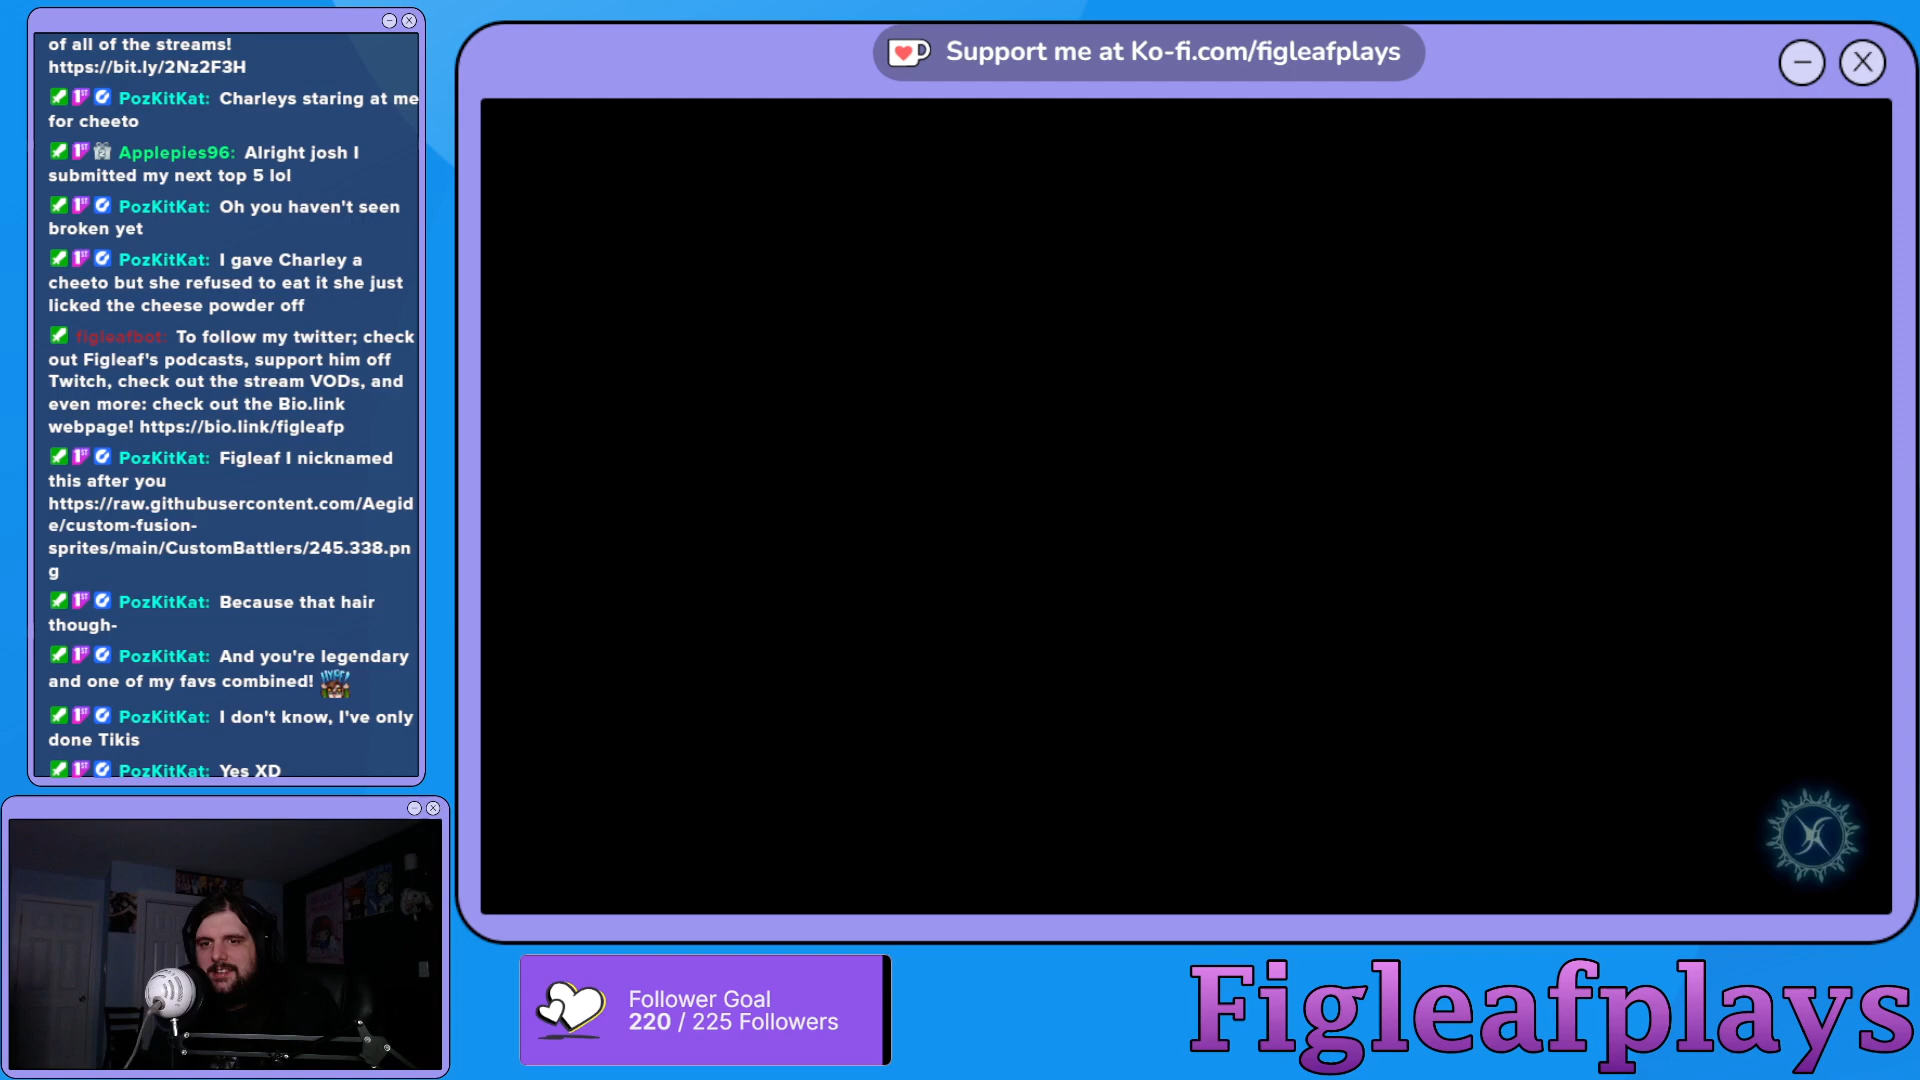 of all of the streams!
https://bit.ly/2Nz2F3H
PozKitKat: Charleys staring at me
for cheeto
Applepies96: Alright josh I
submitted my next top 5 lol
PozKitKat: Oh you haven't seen
broken yet
PozKitKat: I gave Charley a
cheeto but she refused to eat it she just
licked the cheese powder off
figleafbot: To follow my twitter; check
out Figleaf's podcasts, support him off
Twitch, check out the stream VODs, and
even more: check out the Bio.link
webpage! https://bio.link/figleafp
PozKitKat: Figleaf I nicknamed
this after you
https://raw.githubusercontent.com/Aegid
e/custom-fusion-
sprites/main/CustomBattlers/245.338.pn
g
PozKitKat: Because that hair
though-
PozKitKat: And you're legendary
and one of my favs combined! HYPE!
PozKitKat: I don't know, I've only
done Tikis
PozKitKat: Yes XD
Support me at Ko-fi.com/figleafplays
Follower Goal
220 / 225 Followers
Figleafplays